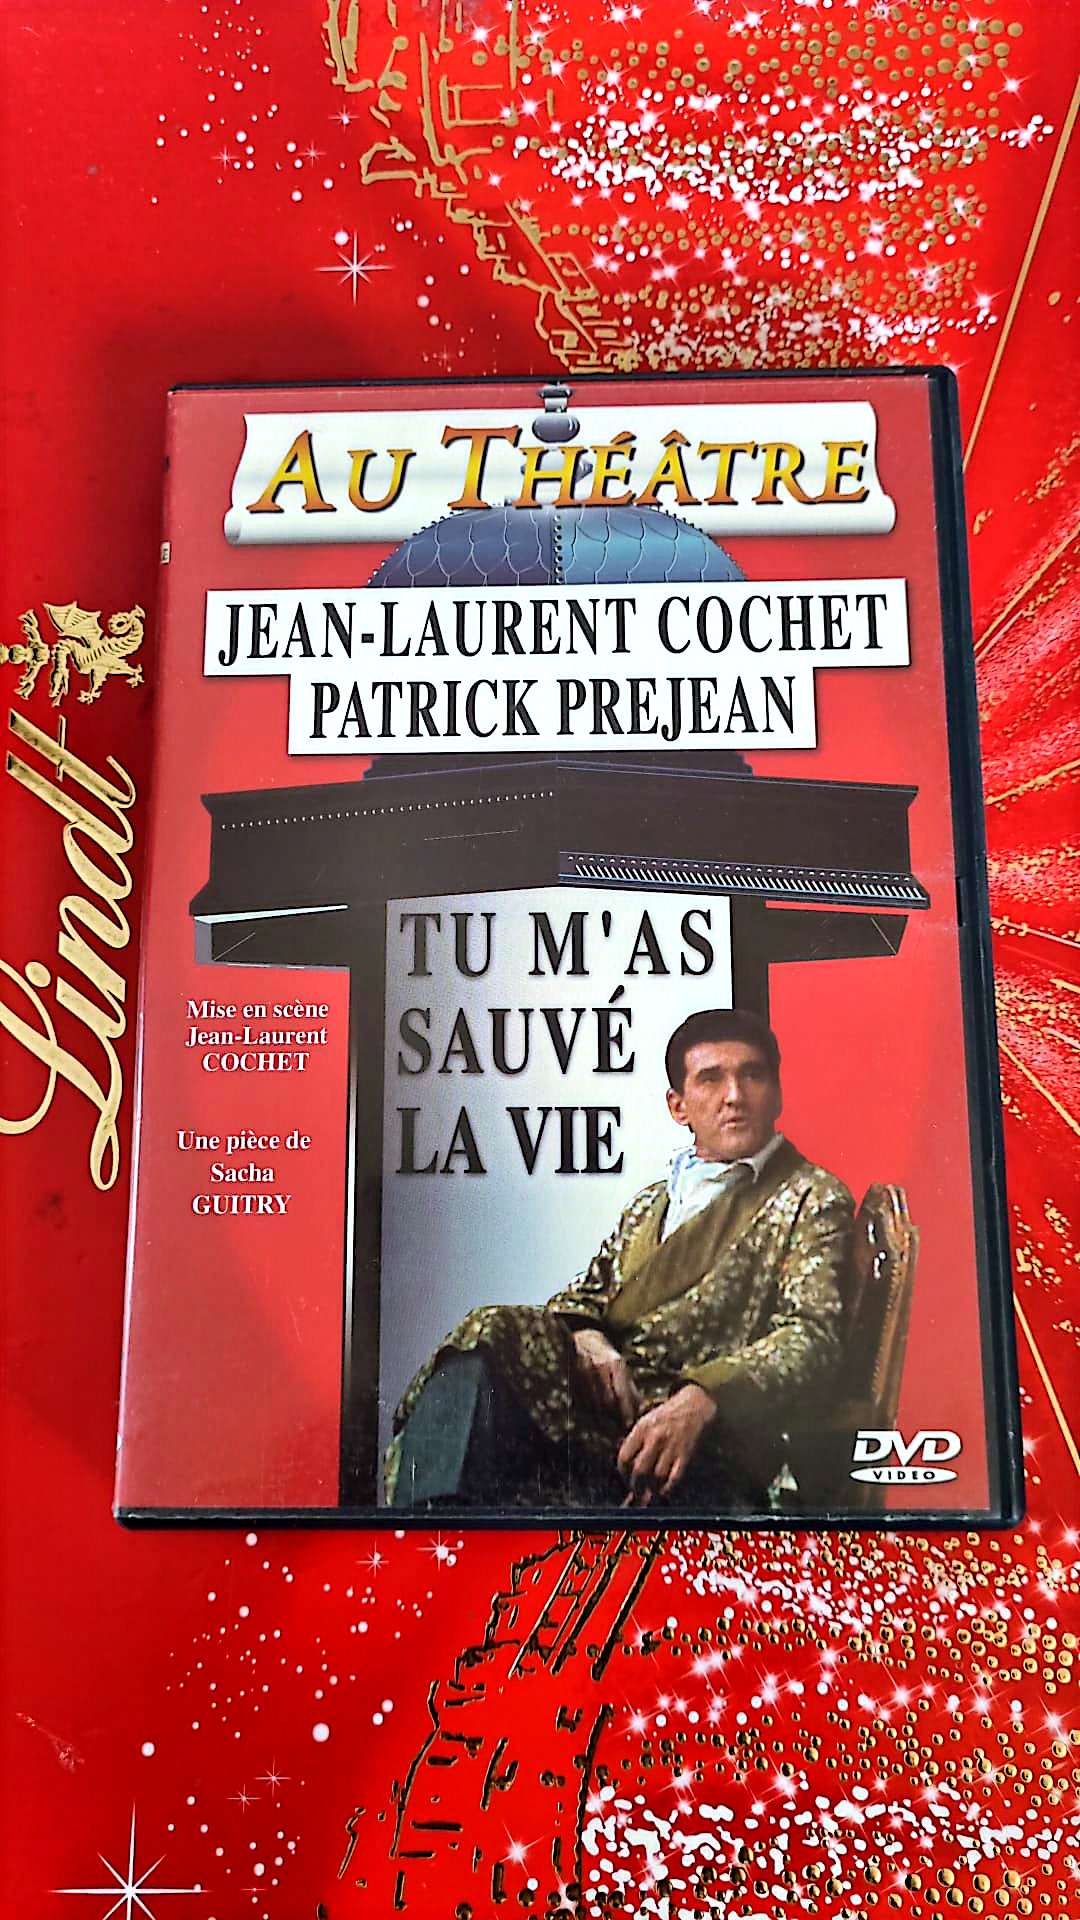 AU THÉÂTRE
JEAN-LAURENT COCHET
PATRICK PREJEAN
TU M'AS
SAUVÉ
LA VIE
Mise en scène
Jean-Laurent
COCHET
Une pièce de
Sacha
GUITRY
DVD
VIDEO
Lindt